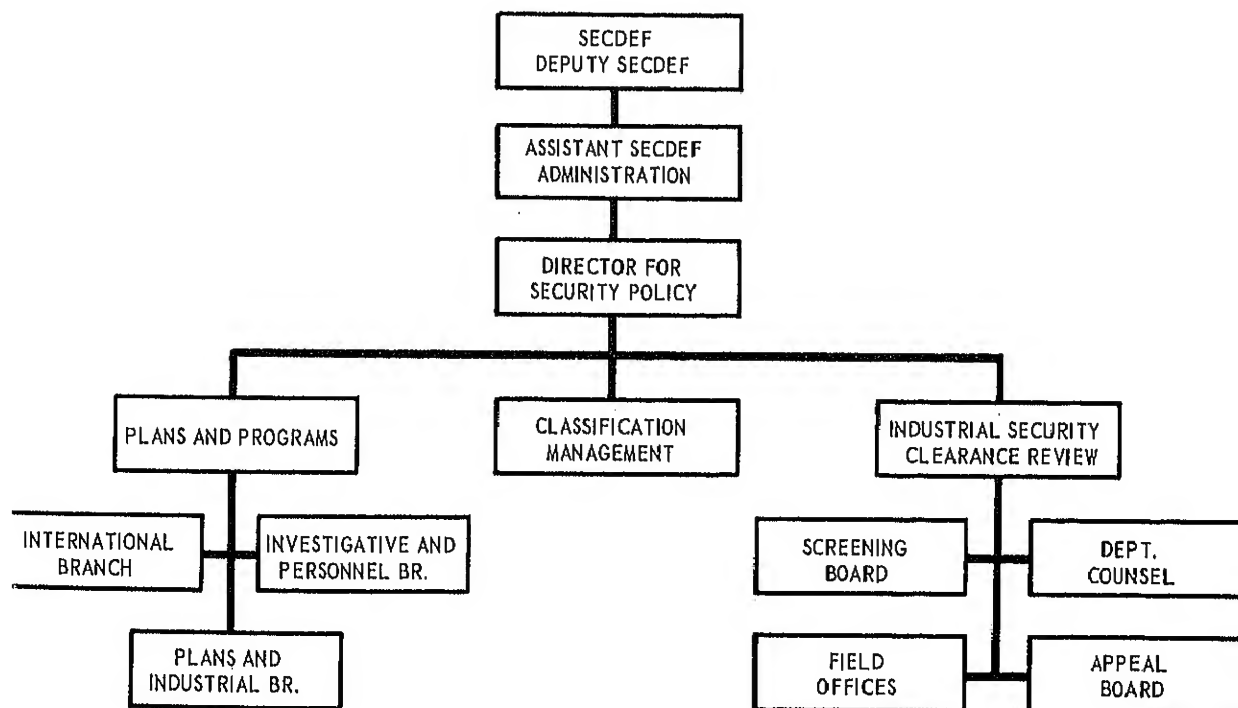 SECDEF
DEPUTY SECDEF
ASSISTANT SECDEF
ADMINISTRATION
DIRECTOR FOR
SECURITY POLICY
PLANS AND PROGRAMS
CLASSIFICATION
MANAGEMENT
INDUSTRIAL SECURITY
CLEARANCE REVIEW
INTERNATIONAL
BRANCH
INVESTIGATIVE AND
PERSONNEL BR.
SCREENING
BOARD
DEPT.
COUNSEL
PLANS AND
INDUSTRIAL BR.
FIELD
OFFICES
APPEAL
BOARD